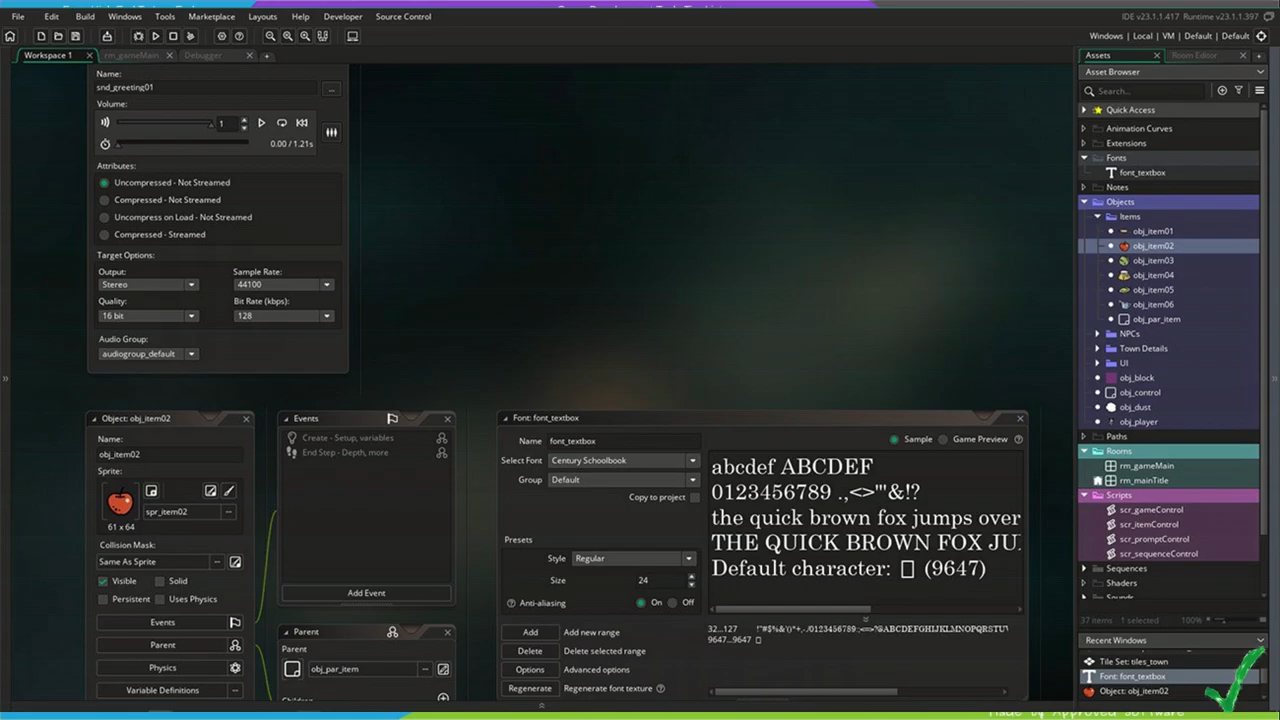 File Edit Build Windows Tools Marketplace Layouts Help Developer Source Control
IDE v23.1.1.417 Runtime v23.1.1.397
Windows | Local | VM | Default | Default
Workspace 1 rm_gameMain Debugger
Assets Room Editor
Asset Browser
Search...
Quick Access
Animation Curves
Extensions
Fonts
font_textbox
Notes
Objects
Items
obj_item01
obj_item02
obj_item03
obj_item04
obj_item05
obj_item06
obj_par_item
NPCs
Town Details
UI
obj_block
obj_control
obj_dust
obj_player
Paths
Rooms
rm_gameMain
rm_mainTitle
Scripts
scr_gameControl
scr_itemControl
scr_promptControl
scr_sequenceControl
Sequences
Shaders
Sounds
37 items 1 selected 100%
Recent Windows
Tile Set: tiles_town
Font: font_textbox
Object: obj_item02
Name:
snd_greeting01
...
Volume:
1
0.00 / 1.21s
Attributes:
Uncompressed - Not Streamed
Compressed - Not Streamed
Uncompress on Load - Not Streamed
Compressed - Streamed
Target Options:
Output: Sample Rate:
Stereo 44100
Quality: Bit Rate (kbps):
16 bit 128
Audio Group:
audiogroup_default
Object: obj_item02
Name:
obj_item02
Sprite:
spr_item02
61 x 64
Collision Mask:
Same As Sprite
Visible Solid
Persistent Uses Physics
Events
Parent
Physics
Variable Definitions
Events
Create - Setup, variables
End Step - Depth, more
Add Event
Parent
Parent
obj_par_item
Font: font_textbox
Name font_textbox
Select Font Century Schoolbook
Group Default
Copy to project
Presets
Style Regular
Size 24
Anti-aliasing On Off
Add Add new range
Delete Delete selected range
Options Advanced options
Regenerate Regenerate font texture
Sample Game Preview
abcdef ABCDEF
0123456789 .,<>"'&!?
the quick brown fox jumps over
THE QUICK BROWN FOX JU
Default character: ▯ (9647)
32...127 !"#$%&'()*+,-./0123456789:;<=>?@ABCDEFGHIJKLMNOPQRSTUV
9647...9647 ▯
Made by Approved Software